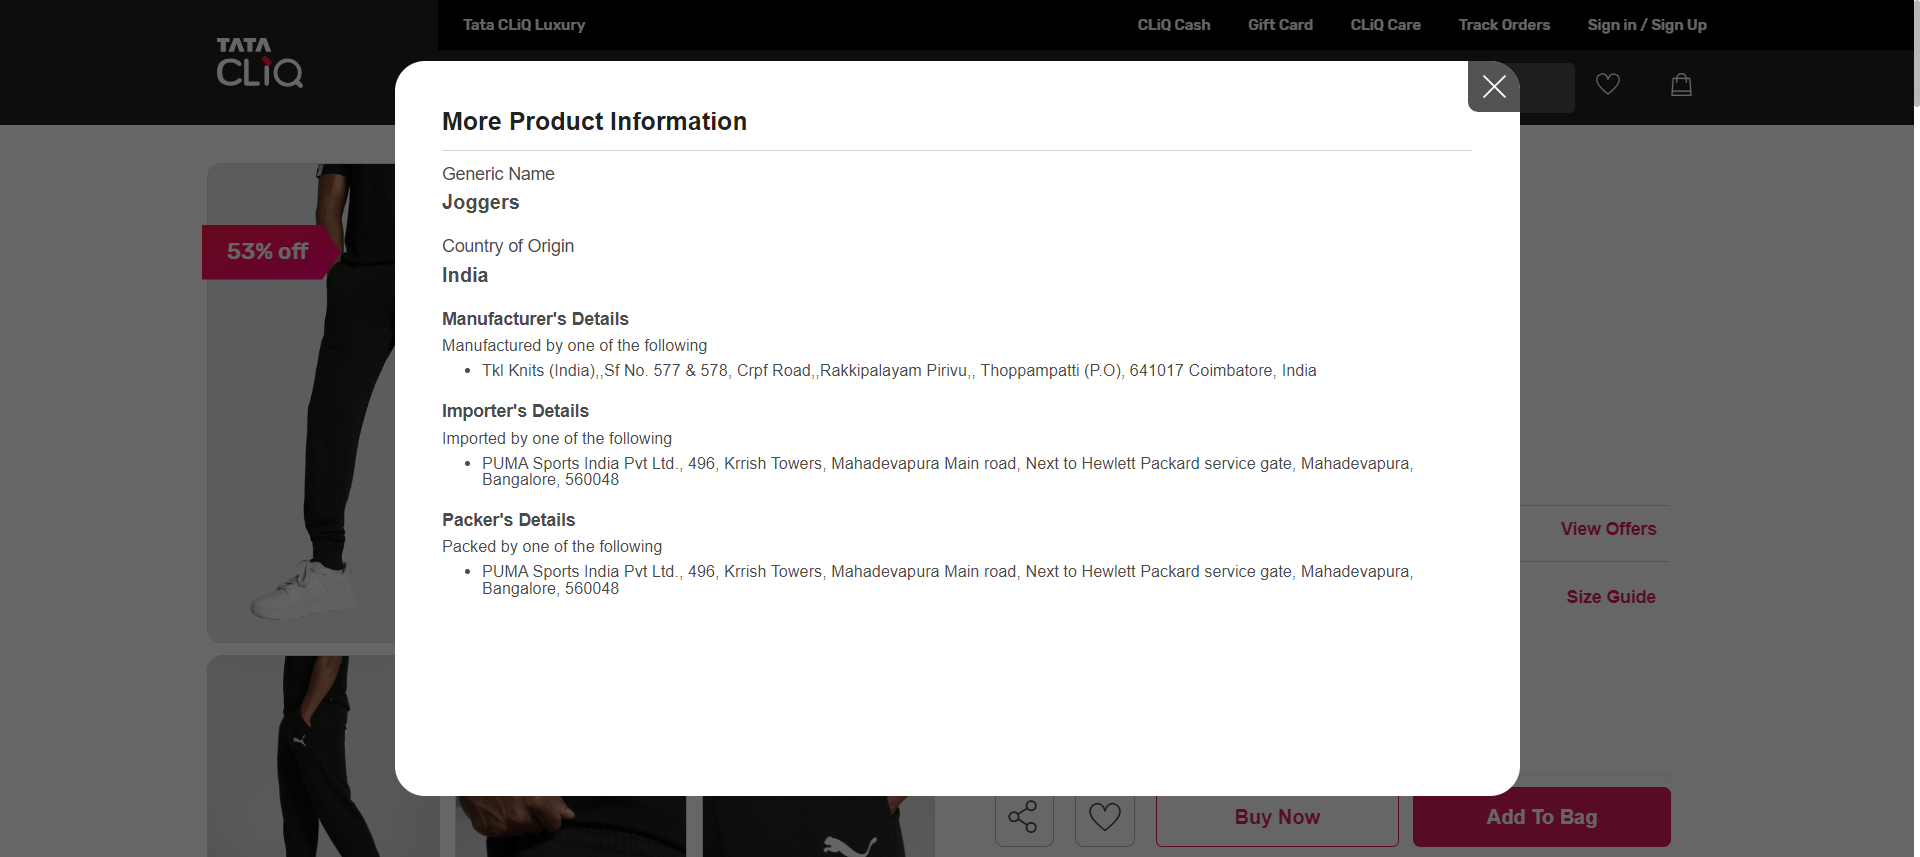 Tata CLiQ Luxury
CLiQ Cash
Gift Card
CLiQ Care
Track Orders
Sign in / Sign Up
TATA
CLiQ
More Product Information
Generic Name
Joggers
Country of Origin
India
Manufacturer's Details
Manufactured by one of the following
• Tkl Knits (India),,Sf No. 577 & 578, Crpf Road,,Rakkipalayam Pirivu,, Thoppampatti (P.O), 641017 Coimbatore, India
Importer's Details
Imported by one of the following
• PUMA Sports India Pvt Ltd., 496, Krrish Towers, Mahadevapura Main road, Next to Hewlett Packard service gate, Mahadevapura,
Bangalore, 560048
Packer's Details
Packed by one of the following
• PUMA Sports India Pvt Ltd., 496, Krrish Towers, Mahadevapura Main road, Next to Hewlett Packard service gate, Mahadevapura,
Bangalore, 560048
53% off
View Offers
Size Guide
Buy Now
Add To Bag